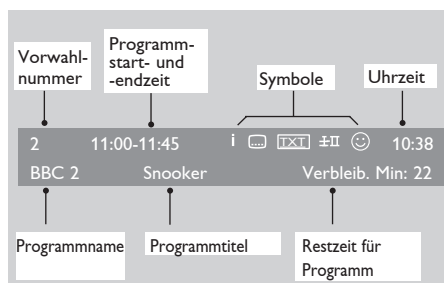 Vorwahl-
nummer
Programm-
start- und
-endzeit
Symbole
Uhrzeit
2 11:00-11:45 i TXT I-II 10:38
BBC 2 Snooker Verbleib. Min: 22
Programmname
Programmtitel
Restzeit für
Programm